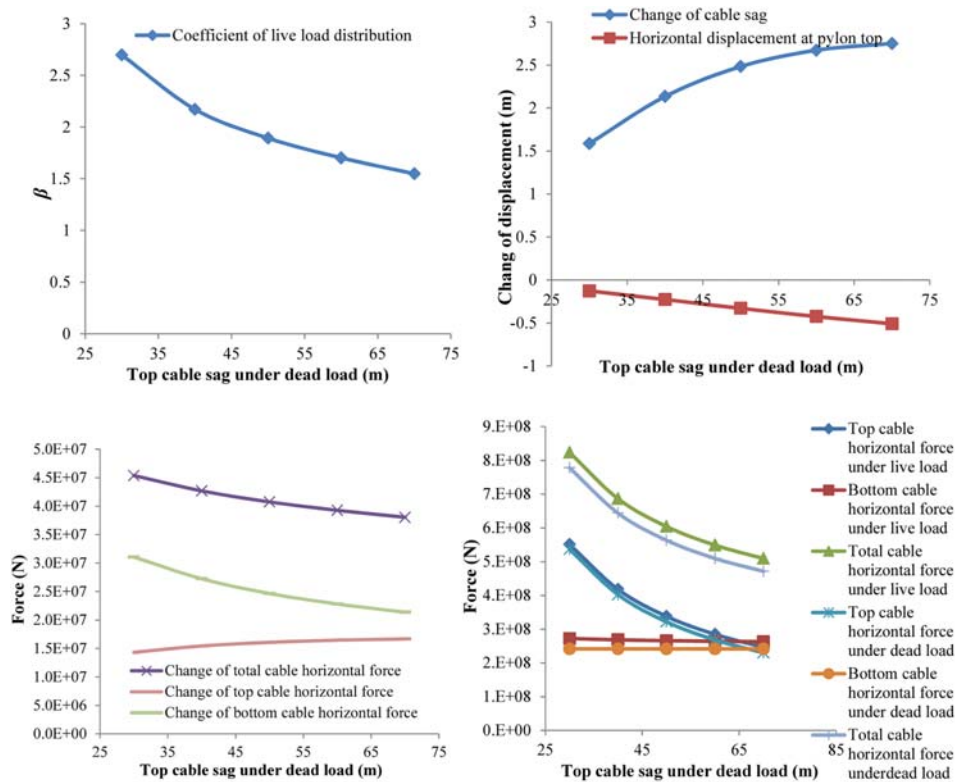 3
2.5
2
1.5
1
0.5
0
β
Coefficient of live load distribution
25 35 45 55 65 75
Top cable sag under dead load (m)
3
2.5
2
1.5
1
0.5
0
-0.5
-1
Chang of displacement (m)
Change of cable sag
Horizontal displacement at pylon top
25 35 45 55 65 75
Top cable sag under dead load (m)
5.0E+07
4.5E+07
4.0E+07
3.5E+07
3.0E+07
2.5E+07
2.0E+07
1.5E+07
1.0E+07
5.0E+06
0.0E+00
Force (N)
Change of total cable horizontal force
Change of top cable horizontal force
Change of bottom cable horizontal force
25 35 45 55 65 75
Top cable sag under dead load (m)
9.E+08
8.E+08
7.E+08
6.E+08
5.E+08
4.E+08
3.E+08
2.E+08
1.E+08
0.E+00
Force (N)
25 45 65 85
Top cable sag under dead load (m)
Top cable
horizontal force
under live load
Bottom cable
horizontal force
under live load
Total cable
horizontal force
under live load
Top cable
horizontal force
under dead load
Bottom cable
horizontal force
under dead load
Total cable
horizontal force
underdead load